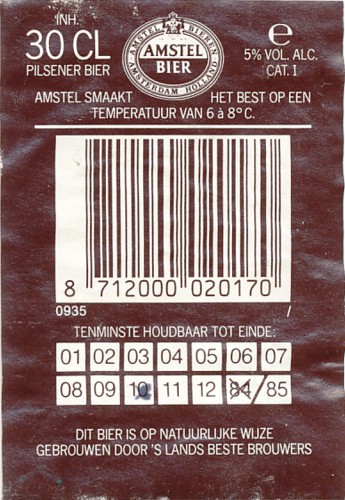 INH.
30 CL
PILSENER BIER
AMSTEL BIEREN
AMSTEL
BIER
AMSTERDAM HOLLAND
e
5% VOL. ALC.
CAT. I
AMSTEL SMAAKT HET BEST OP EEN
TEMPERATUUR VAN 6 à 8°C.
8 712000 020170
0935 /
TENMINSTE HOUDBAAR TOT EINDE:
01 02 03 04 05 06 07
08 09 10 11 12 84/85
DIT BIER IS OP NATUURLIJKE WIJZE
GEBROUWEN DOOR 'S LANDS BESTE BROUWERS